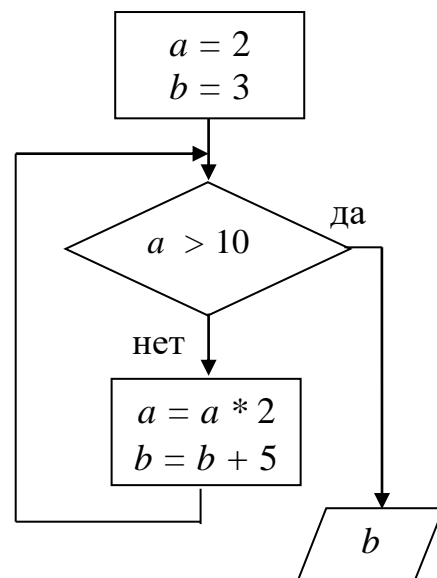 a = 2
b = 3
a > 10
да
нет
a = a * 2
b = b + 5
b